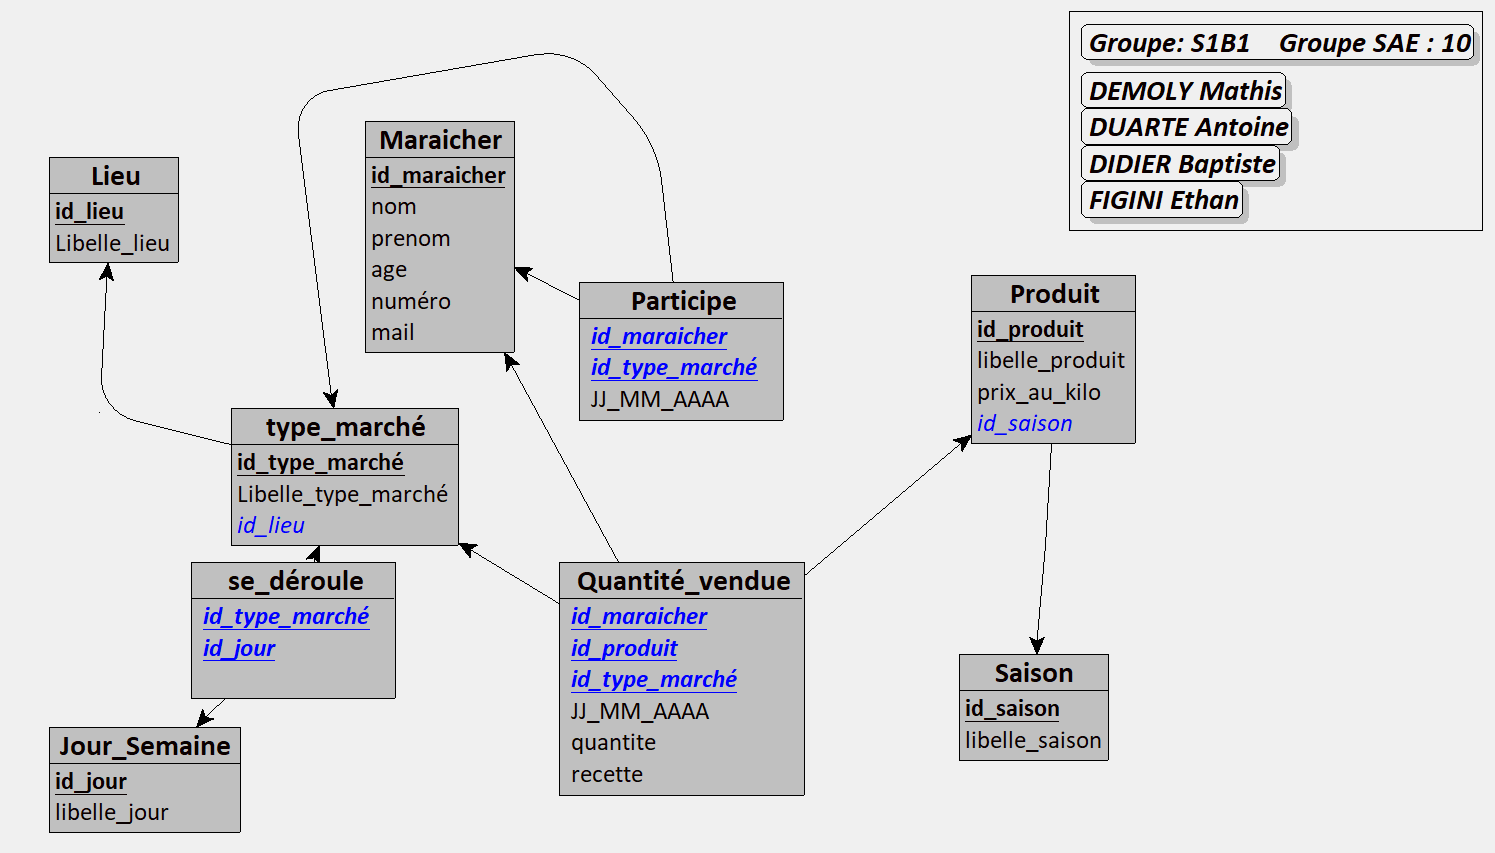 Groupe: S1B1 Groupe SAE : 10
DEMOLY Mathis
DUARTE Antoine
DIDIER Baptiste
FIGINI Ethan
Lieu
id_lieu
Libelle_lieu
Maraicher
id_maraicher
nom
prenom
age
numéro
mail
Participe
id_maraicher
id_type_marché
JJ_MM_AAAA
Produit
id_produit
libelle_produit
prix_au_kilo
id_saison
type_marché
id_type_marché
Libelle_type_marché
id_lieu
se_déroule
id_type_marché
id_jour
Quantité_vendue
id_maraicher
id_produit
id_type_marché
JJ_MM_AAAA
quantite
recette
Saison
id_saison
libelle_saison
Jour_Semaine
id_jour
libelle_jour